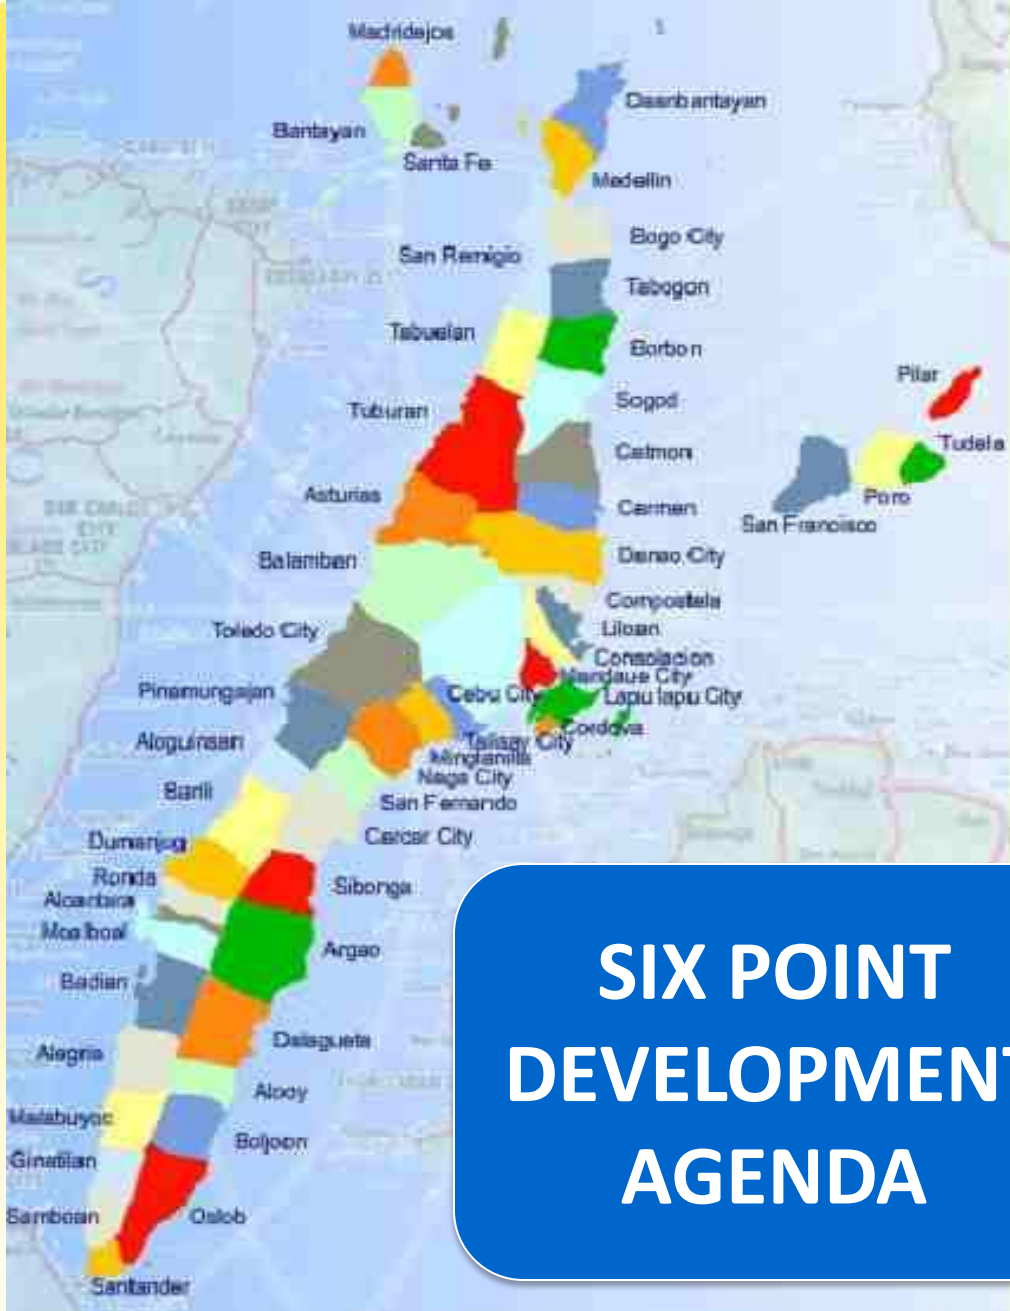 Madridejos
Daanbantayan
Bantayan
Santa Fe
Medellin
Bogo City
San Remigio
Tabogon
Tabuelan
Borbon
Pilar
Sogod
Tuburan
Tudela
Catmon
Asturias
Poro
Carmen
San Francisco
Danao City
Balamban
Compostela
Liloan
Toledo City
Consolacion
Mandaue City
Pinamungajan
Cebu City
Lapu lapu City
Cordova
Aloguinsan
Talisay City
Minglanilla
Naga City
Barili
San Fernando
Carcar City
Dumanjug
Ronda
Sibonga
Alcantara
Moalboal
Argao
Badian
Dalaguete
Alegria
Alcoy
Malabuyoc
Boljoon
Ginatilan
Samboan
Oslob
Santander
SIX POINT
DEVELOPMENT
AGENDA